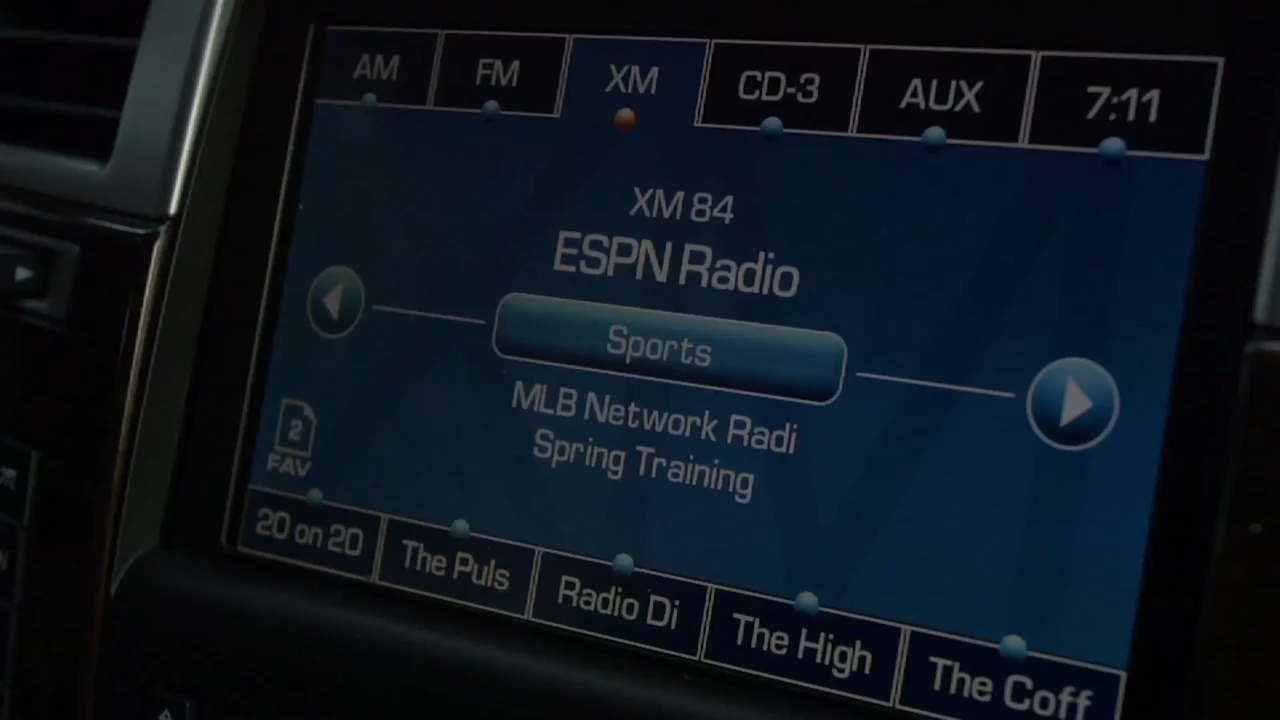 AM FM XM CD-3 AUX 7:11
XM 84
ESPN Radio
Sports
MLB Network Radi
Spring Training
2
FAV
20 on 20 The Puls Radio Di The High The Coff